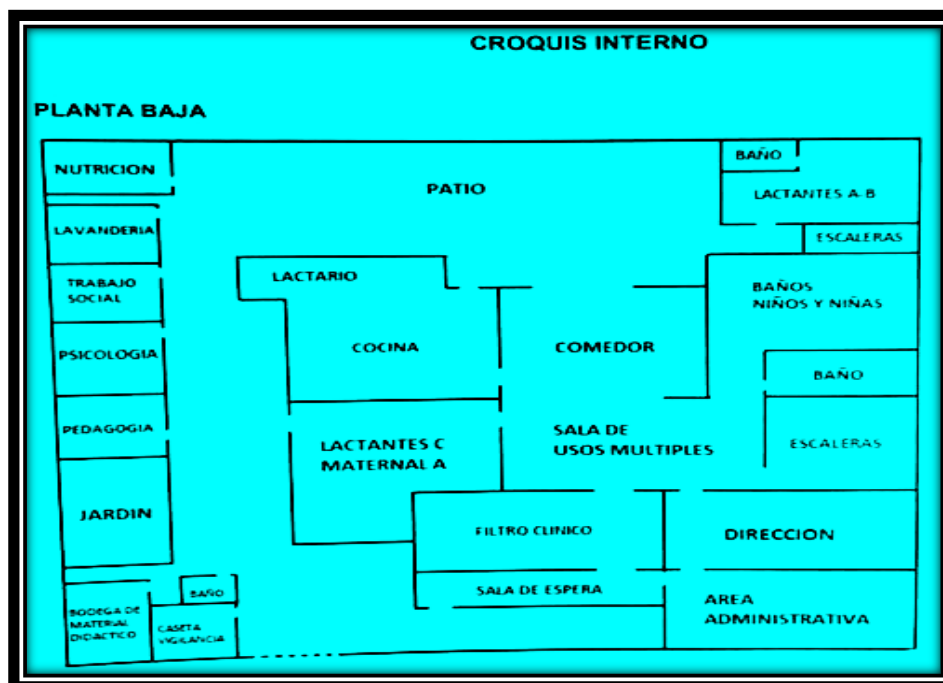 CROQUIS INTERNO
PLANTA BAJA
NUTRICION
PATIO
BAÑO
LACTANTES A-B
LAVANDERIA
ESCALERAS
LACTARIO
TRABAJO
SOCIAL
BAÑOS
NIÑOS Y NIÑAS
PSICOLOGIA
COCINA
COMEDOR
BAÑO
PEDAGOGIA
LACTANTES C
MATERNAL A
SALA DE
USOS MULTIPLES
ESCALERAS
JARDIN
FILTRO CLINICO
DIRECCION
BAÑO
SALA DE ESPERA
AREA
ADMINISTRATIVA
BODEGA DE
MATERIAL
DIDACTICO
CASETA
VIGILANCIA